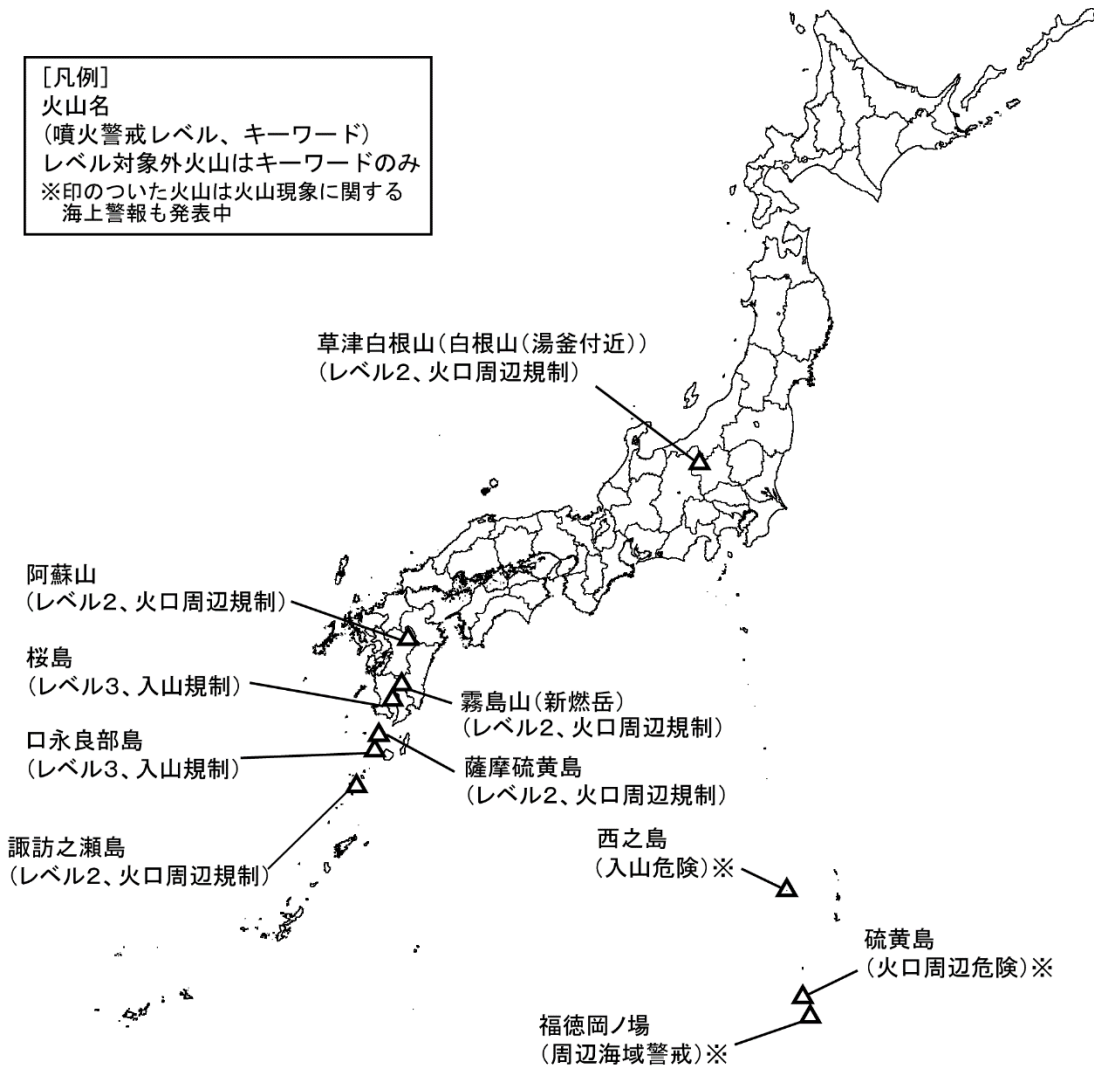 [凡例]
火山名
(噴火警戒レベル、キーワード)
レベル対象外火山はキーワードのみ
※印のついた火山は火山現象に関する
海上警報も発表中
草津白根山(白根山(湯釜付近))
(レベル2、火口周辺規制)
阿蘇山
(レベル2、火口周辺規制)
桜島
(レベル3、入山規制)
口永良部島
(レベル3、入山規制)
諏訪之瀬島
(レベル2、火口周辺規制)
霧島山(新燃岳)
(レベル2、火口周辺規制)
薩摩硫黄島
(レベル2、火口周辺規制)
西之島
(入山危険)※
硫黄島
(火口周辺危険)※
福徳岡ノ場
(周辺海域警戒)※